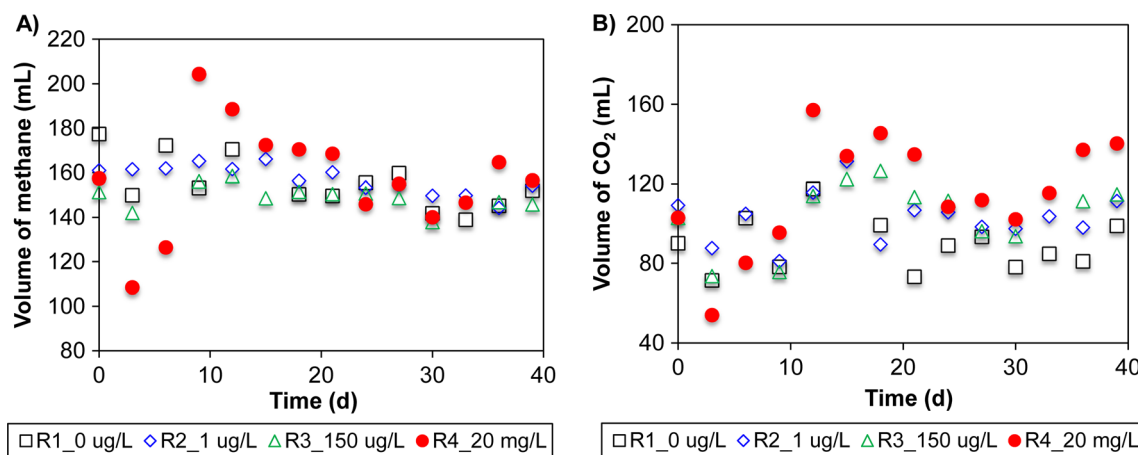 A)
220
200
180
160
140
120
100
80
Volume of methane (mL)
0 10 20 30 40
Time (d)
R1_0 ug/L R2_1 ug/L R3_150 ug/L R4_20 mg/L
B)
200
160
120
80
40
Volume of CO₂ (mL)
0 10 20 30 40
Time (d)
R1_0 ug/L R2_1 ug/L R3_150 ug/L R4_20 mg/L